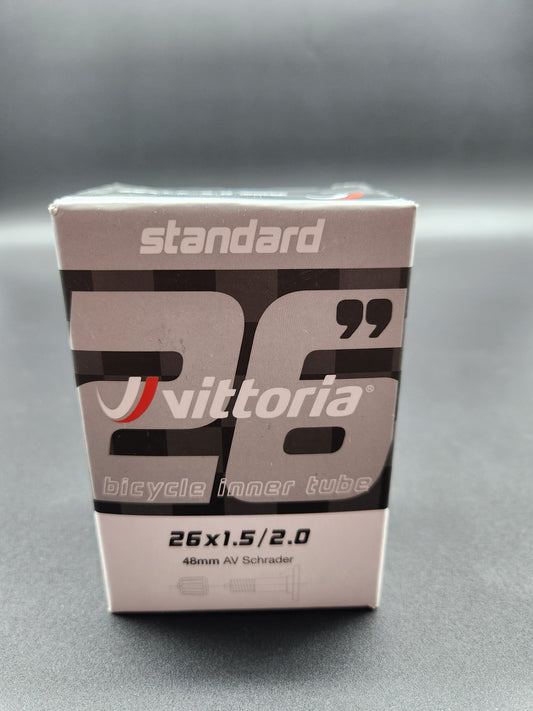 standard
26”
vittoria®
bicycle inner tube
26x1.5/2.0
48mm AV Schrader